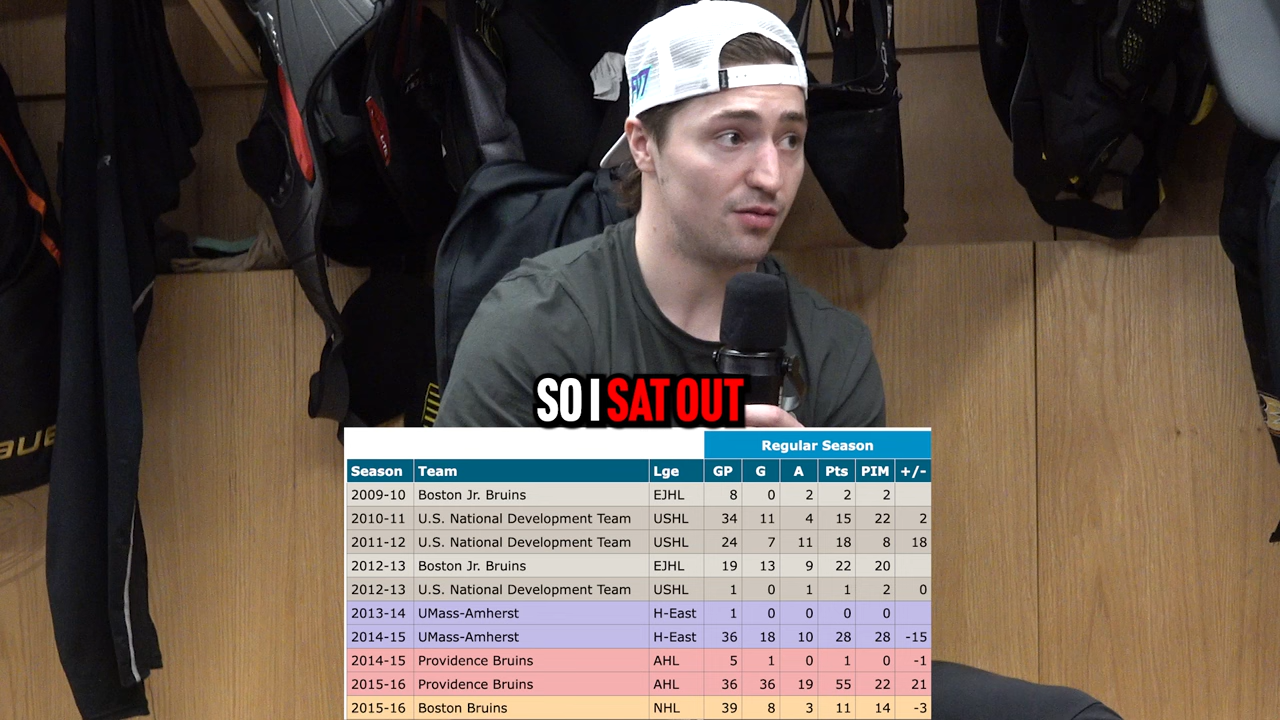 SO I SAT OUT
Regular Season
Season Team Lge GP G A Pts PIM +/-
2009-10 Boston Jr. Bruins EJHL 8 0 2 2 2
2010-11 U.S. National Development Team USHL 34 11 4 15 22 2
2011-12 U.S. National Development Team USHL 24 7 11 18 8 18
2012-13 Boston Jr. Bruins EJHL 19 13 9 22 20
2012-13 U.S. National Development Team USHL 1 0 1 1 2 0
2013-14 UMass-Amherst H-East 1 0 0 0 0
2014-15 UMass-Amherst H-East 36 18 10 28 28 -15
2014-15 Providence Bruins AHL 5 1 0 1 0 -1
2015-16 Providence Bruins AHL 36 36 19 55 22 21
2015-16 Boston Bruins NHL 39 8 3 11 14 -3